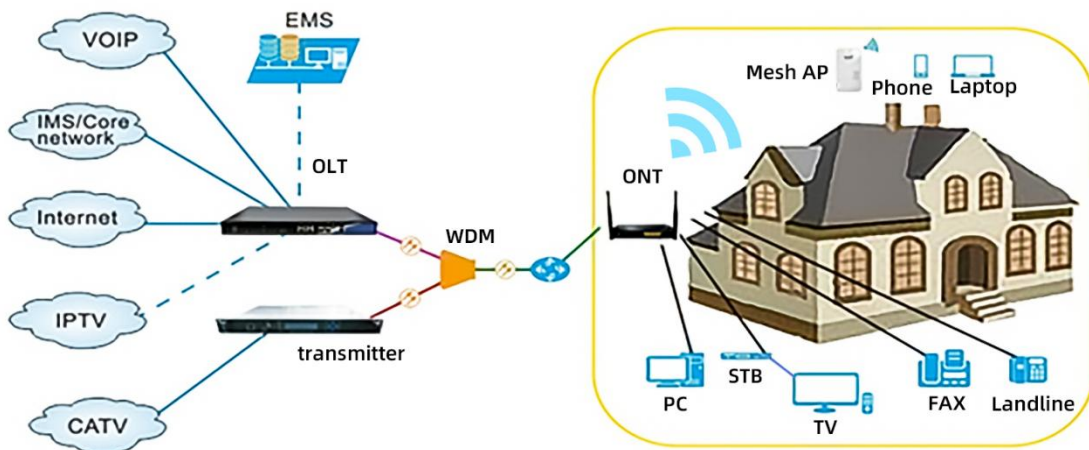 VOIP
EMS
IMS/Core
network
OLT
Internet
WDM
IPTV
transmitter
CATV
Mesh AP
Phone
Laptop
ONT
PC
STB
TV
FAX
Landline